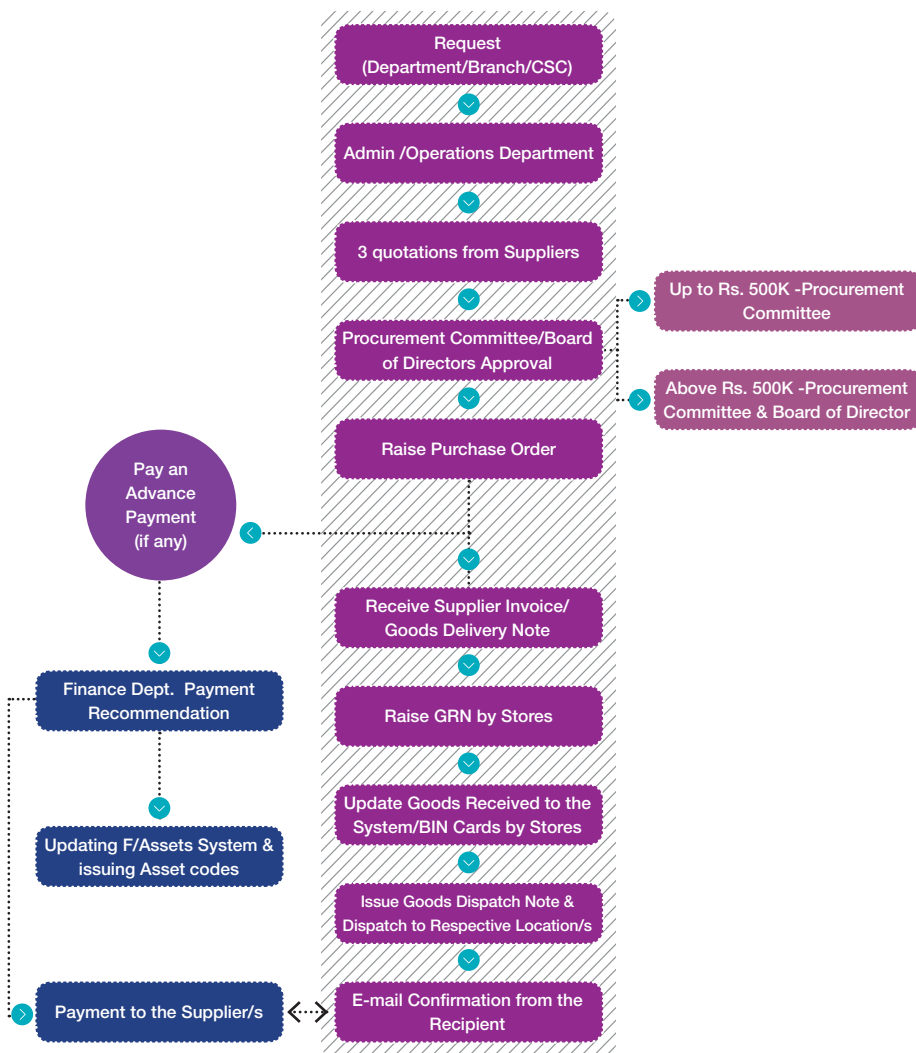 Request
(Department/Branch/CSC)
Admin /Operations Department
3 quotations from Suppliers
Procurement Committee/Board
of Directors Approval
Up to Rs. 500K -Procurement
Committee
Above Rs. 500K -Procurement
Committee & Board of Director
Raise Purchase Order
Pay an
Advance
Payment
(if any)
Receive Supplier Invoice/
Goods Delivery Note
Finance Dept. Payment
Recommendation
Raise GRN by Stores
Update Goods Received to the
System/BIN Cards by Stores
Updating F/Assets System &
issuing Asset codes
Issue Goods Dispatch Note &
Dispatch to Respective Location/s
Payment to the Supplier/s
E-mail Confirmation from the
Recipient